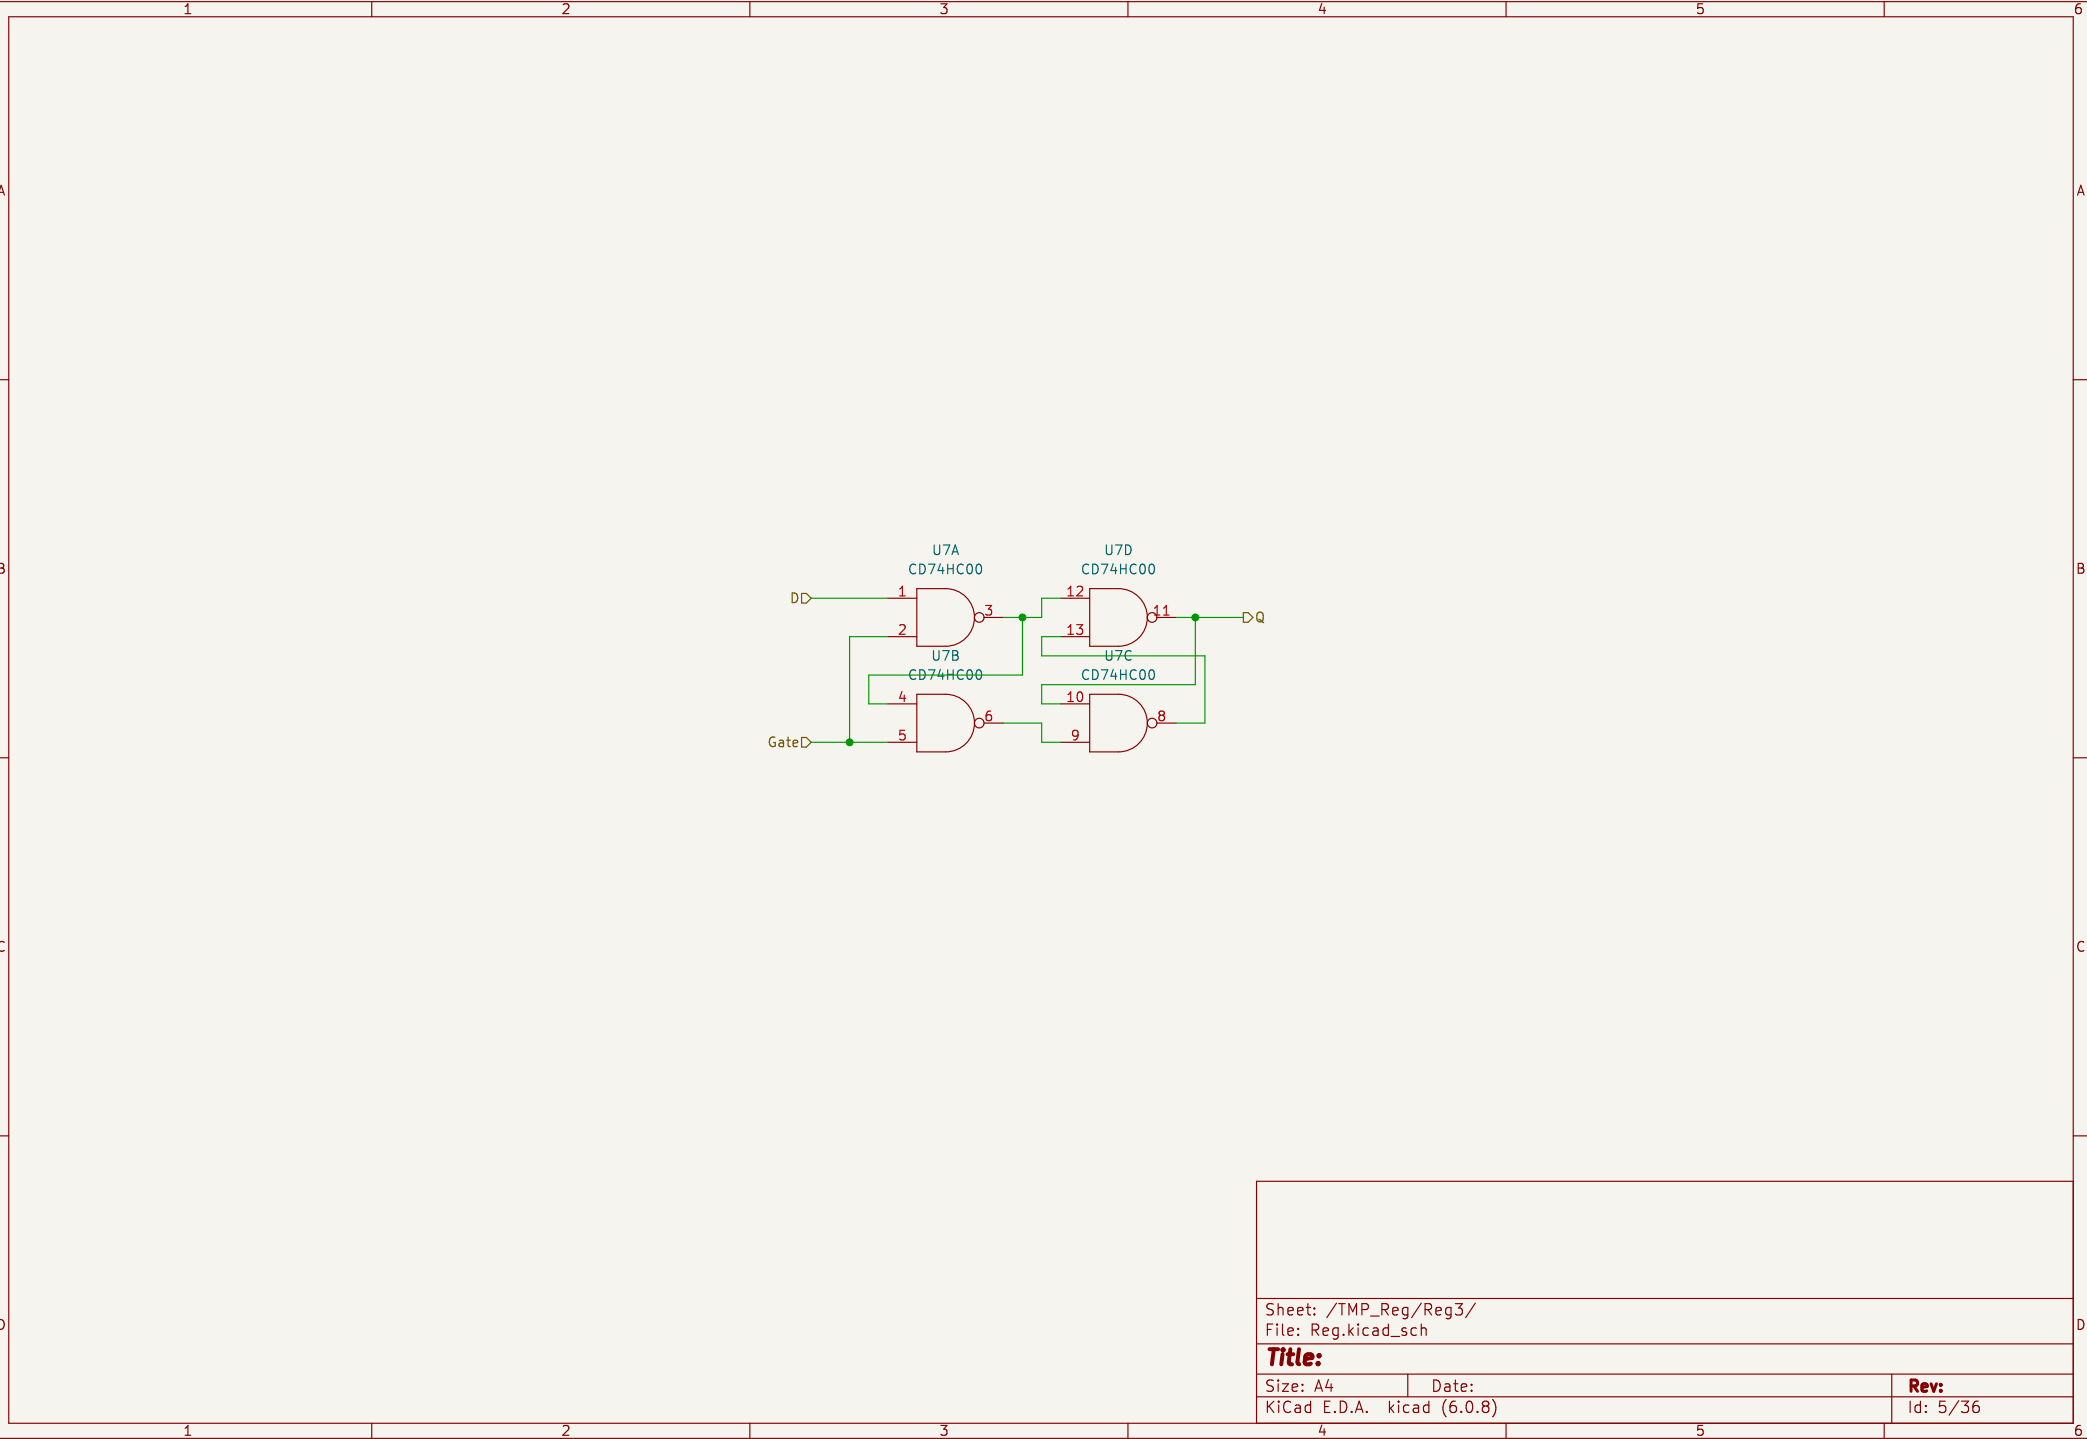 1 2 3 4 5 6
A A
U7A U7D
CD74HC00 CD74HC00
B B
D 1 3 12 11 Q
2 13
U7B U7C
CD74HC00 CD74HC00
4 6 10 8
Gate 5 9
C C
Sheet: /TMP_Reg/Reg3/
File: Reg.kicad_sch
D D
Title:
Size: A4 Date: Rev:
KiCad E.D.A. kicad (6.0.8) Id: 5/36
1 2 3 4 5 6